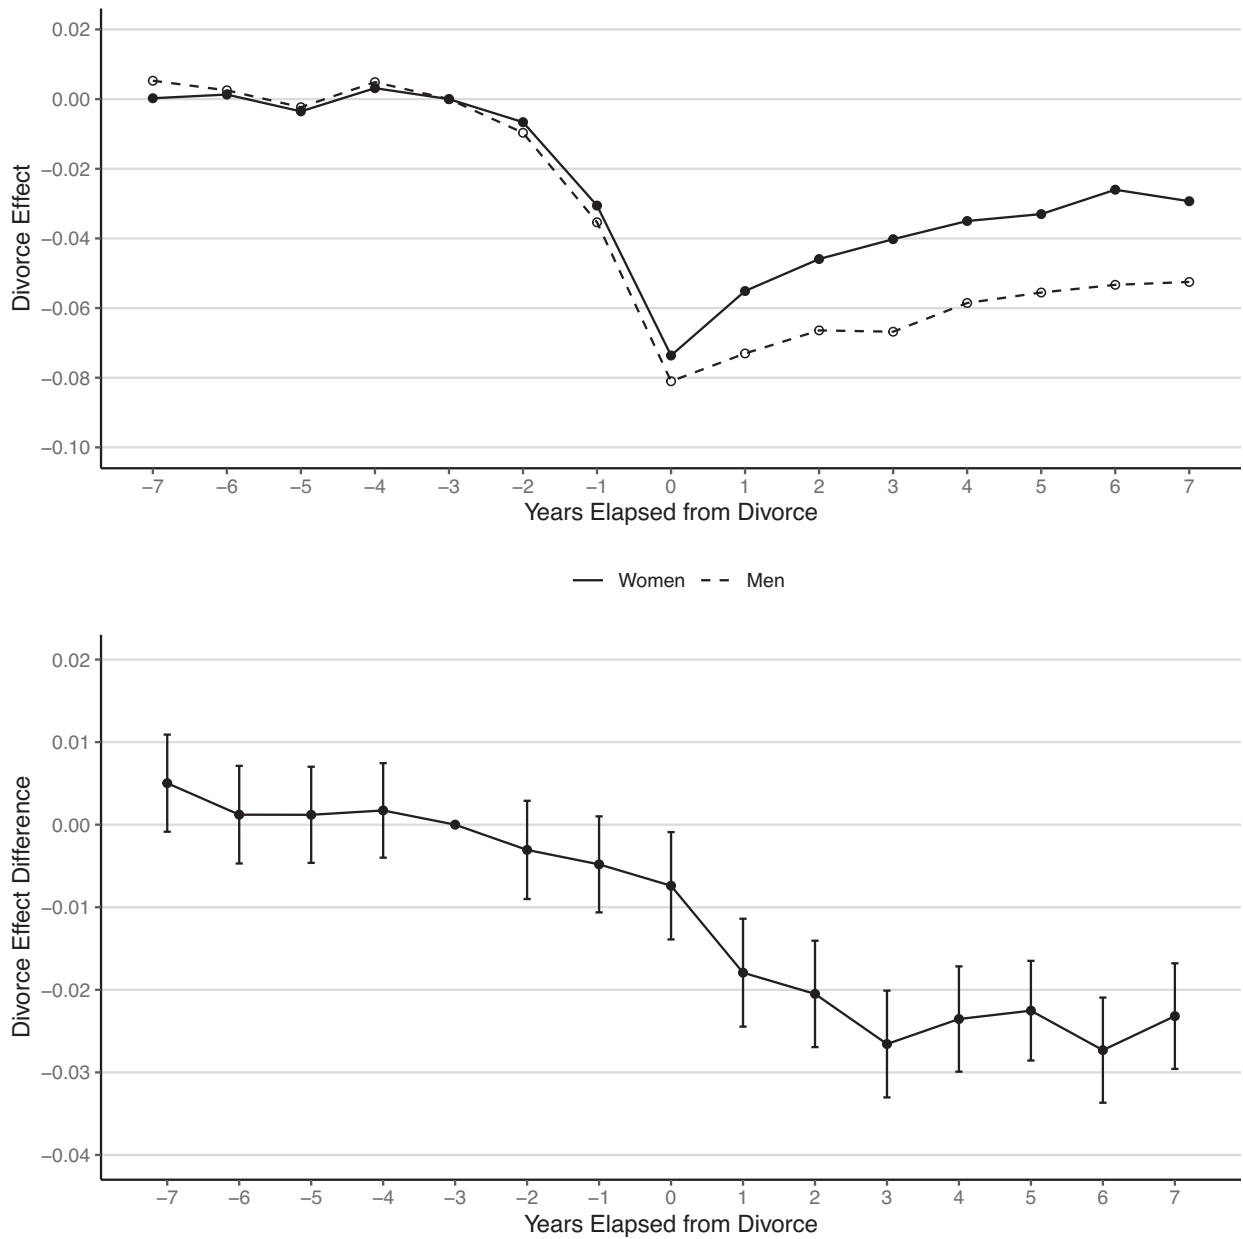 0.02
0.00
−0.02
−0.04
−0.06
−0.08
−0.10
Divorce Effect
−7 −6 −5 −4 −3 −2 −1 0 1 2 3 4 5 6 7
Years Elapsed from Divorce
Women Men
0.02
0.01
0.00
−0.01
−0.02
−0.03
−0.04
Divorce Effect Difference
−7 −6 −5 −4 −3 −2 −1 0 1 2 3 4 5 6 7
Years Elapsed from Divorce